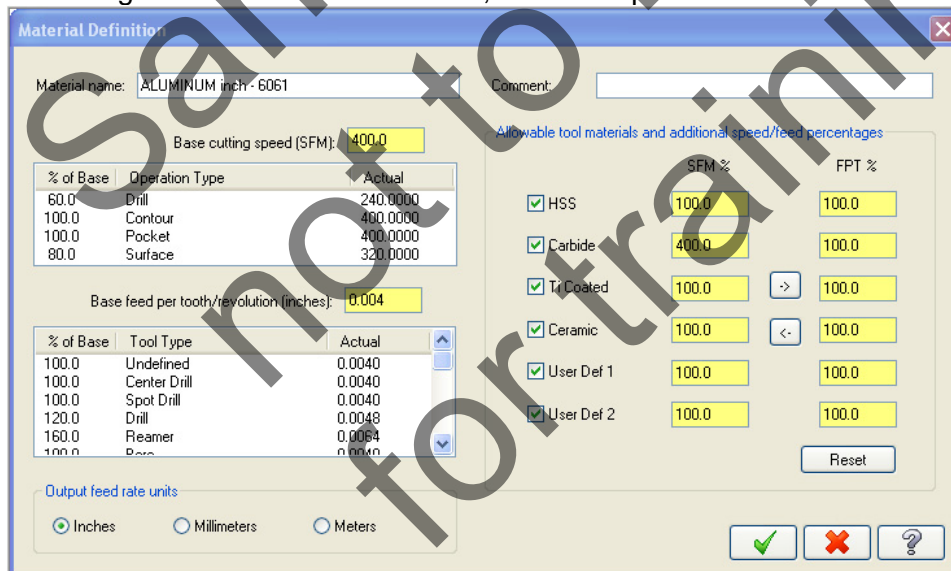 Material Definition
Material name: ALUMINUM inch - 6061
Comment:
Base cutting speed (SFM): 400.0
% of Base Operation Type Actual
60.0 Drill 240.0000
100.0 Contour 400.0000
100.0 Pocket 400.0000
80.0 Surface 320.0000
Base feed per tooth/revolution (inches): 0.004
% of Base Tool Type Actual
100.0 Undefined 0.0040
100.0 Center Drill 0.0040
100.0 Spot Drill 0.0040
120.0 Drill 0.0048
160.0 Reamer 0.0064
Output feed rate units
Inches Millimeters Meters
Allowable tool materials and additional speed/feed percentages
SFM % FPT %
HSS 100.0 100.0
Carbide 400.0 100.0
Ti Coated 100.0 -> 100.0
Ceramic 100.0 <- 100.0
User Def 1 100.0 100.0
User Def 2 100.0 100.0
Reset
not to
for